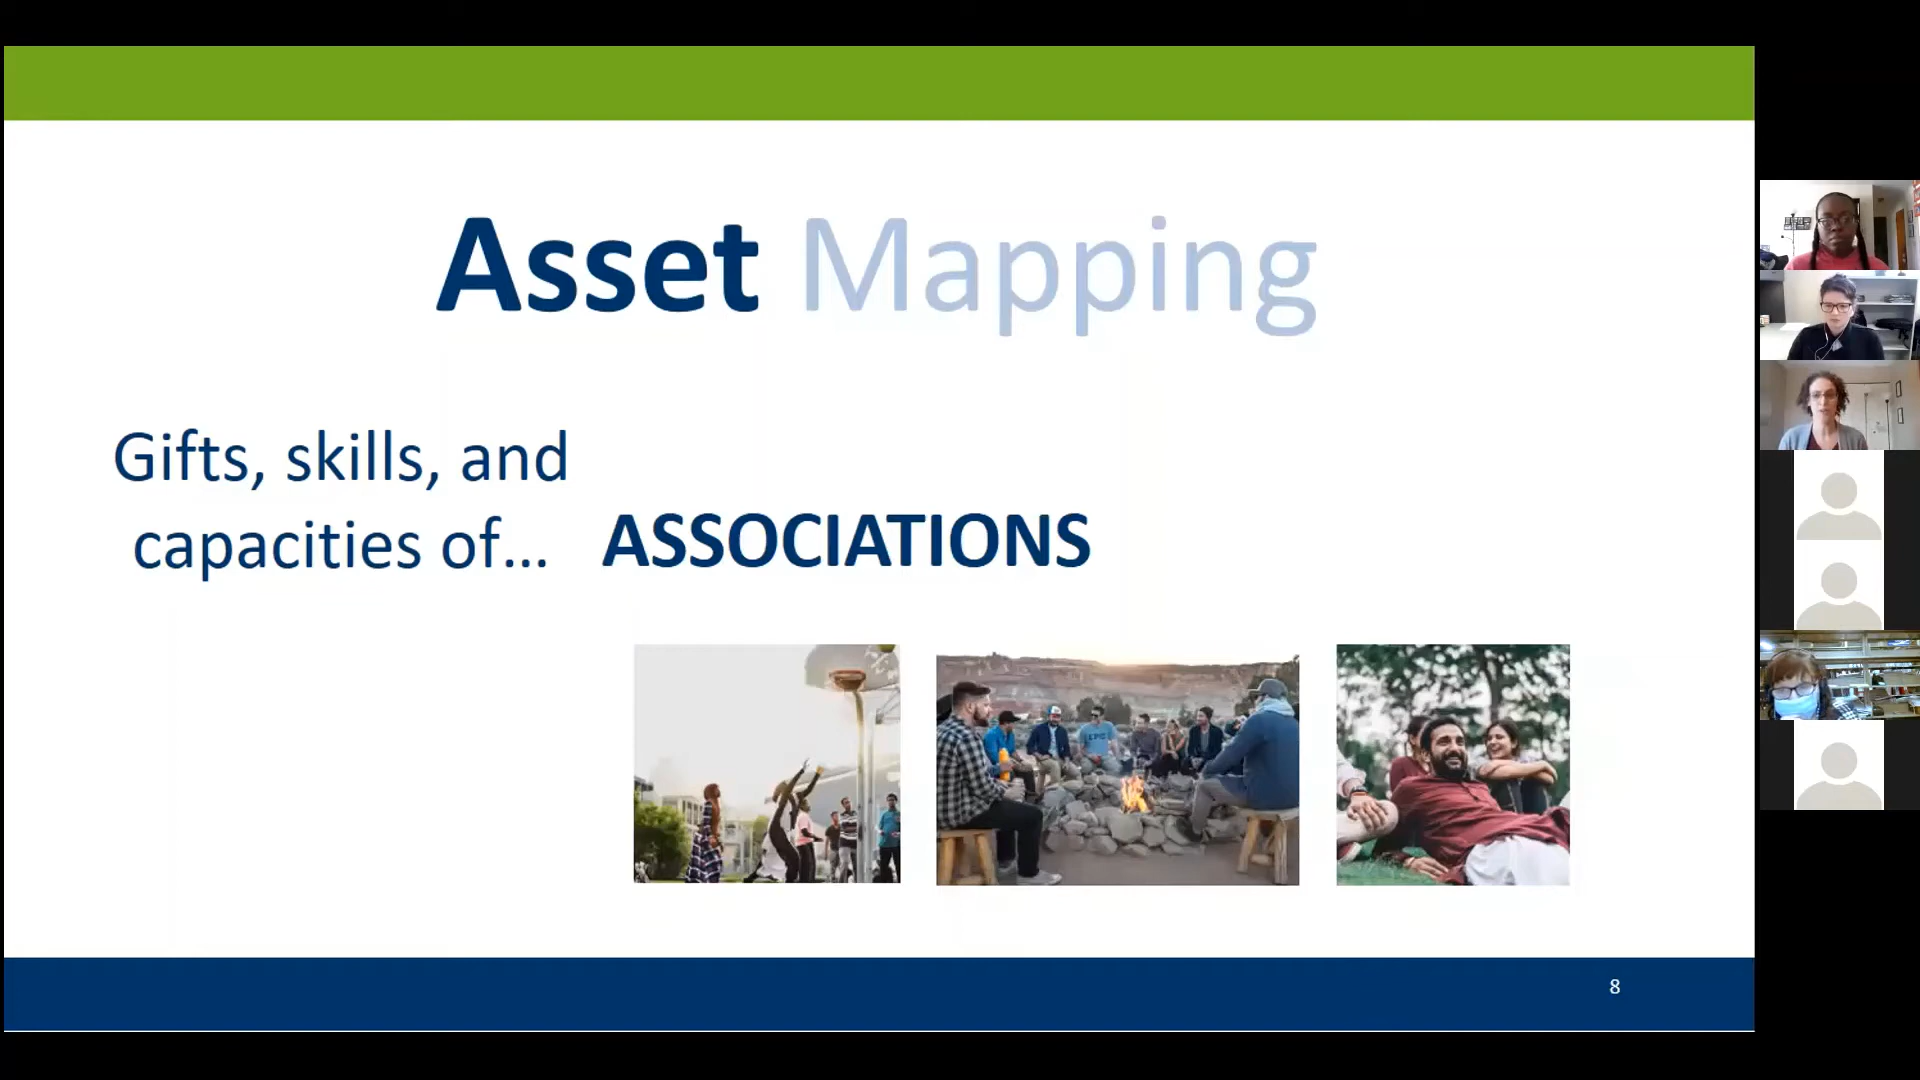 Asset Mapping
Gifts, skills, and
capacities of... ASSOCIATIONS
8